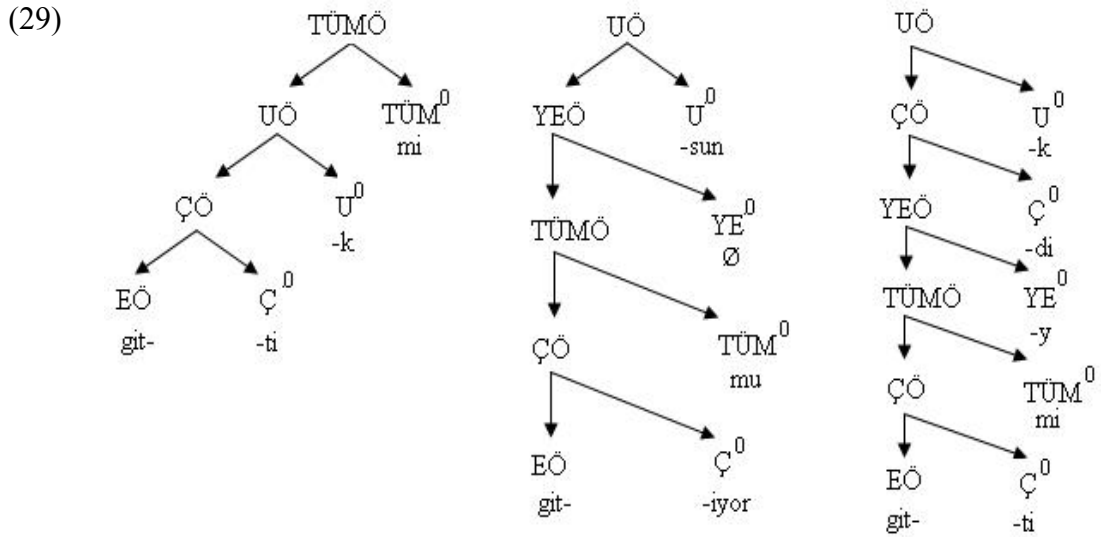 (29)
TÜMÖ UÖ UÖ
UÖ TÜM⁰ YEÖ U⁰ ÇÖ U⁰
mi -sun -k
ÇÖ U⁰ TÜMÖ YE⁰ YEÖ Ç⁰
-k Ø -di
EÖ Ç⁰ ÇÖ TÜM⁰ TÜMÖ YE⁰
git- -ti mu -y
EÖ Ç⁰ ÇÖ TÜM⁰
git- -iyor mi
EÖ Ç⁰
git- -ti